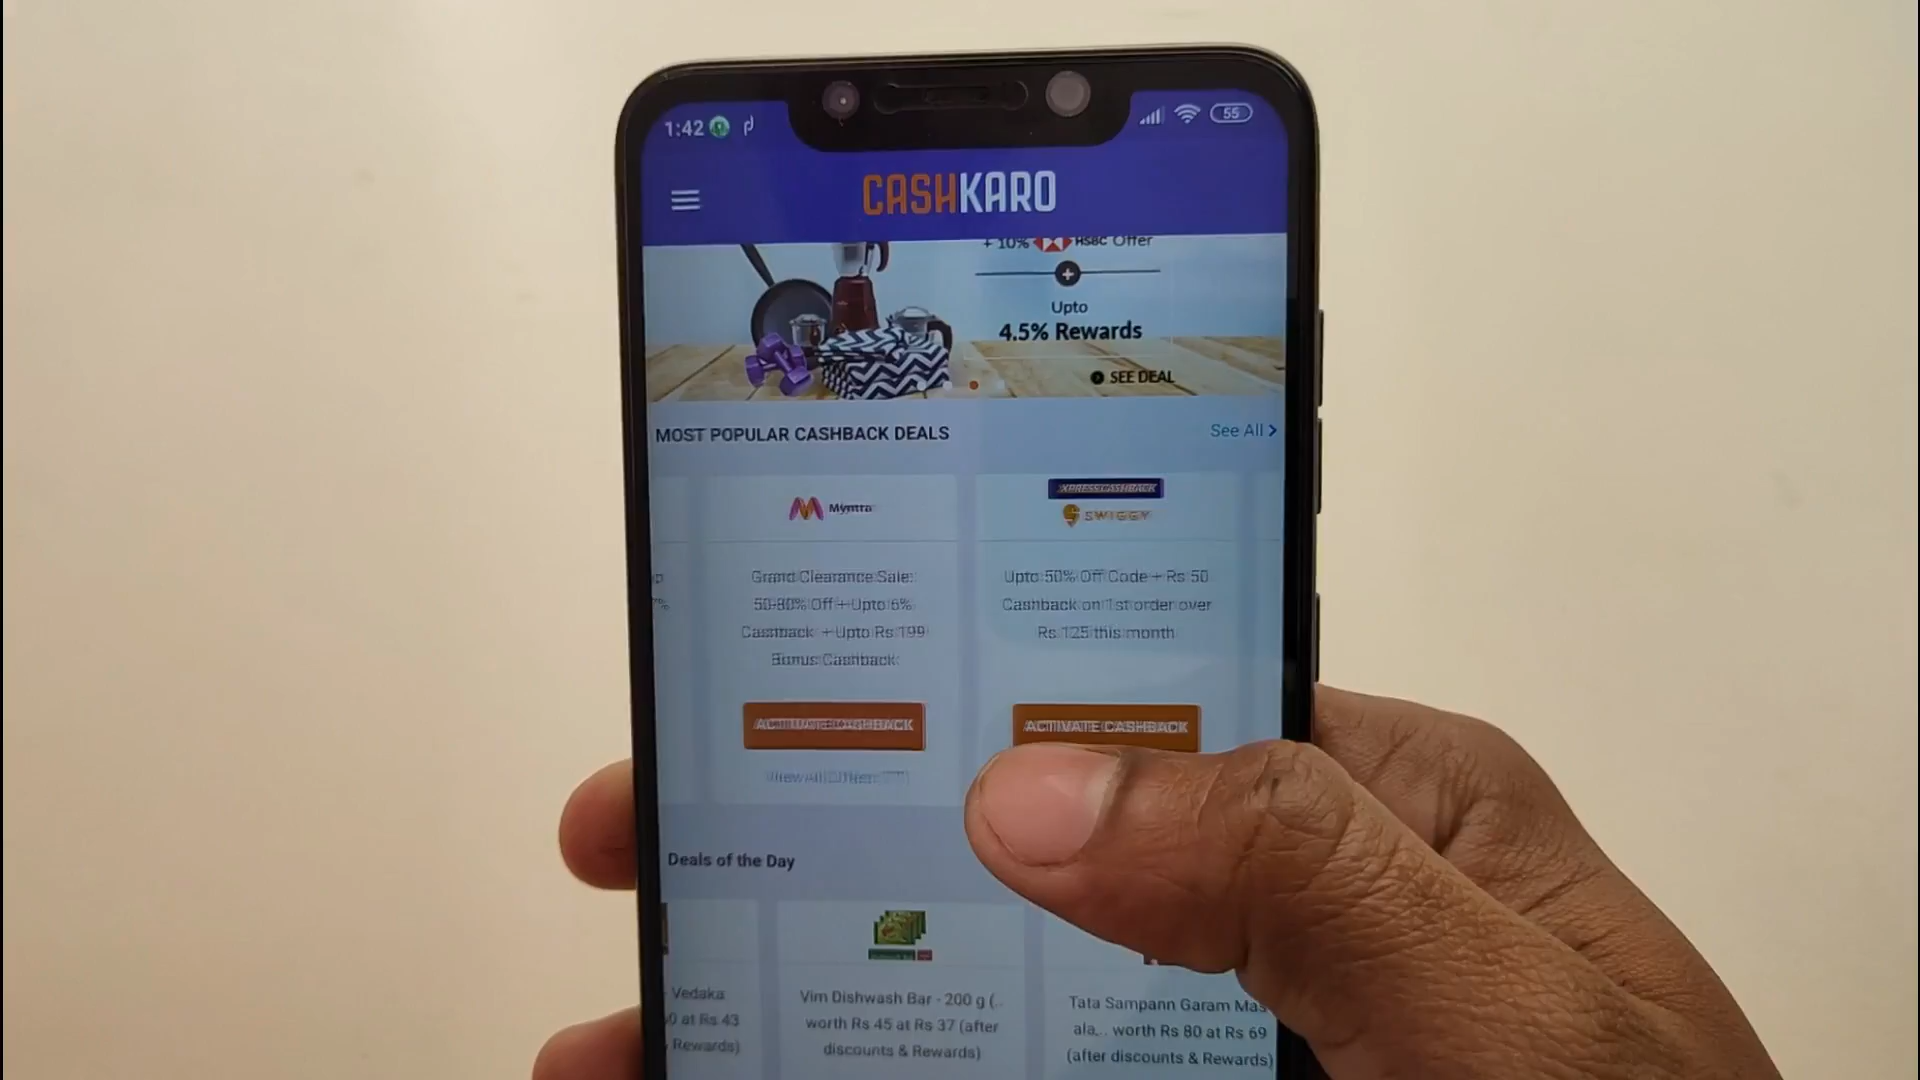 1:42
55
CASHKARO
+ 10% HSBC Offer
Upto
4.5% Rewards
SEE DEAL
MOST POPULAR CASHBACK DEALS
See All >
Myntra
XPRESS CASHBACK
SWIGGY
Grand Clearance Sale:
50-80% Off + Upto 6%
Cashback + Upto Rs 199
Bonus Cashback
Upto 50% Off Code + Rs 50
Cashback on 1st order over
Rs 125 this month
ACTIVATE CASHBACK
ACTIVATE CASHBACK
View All Offers
Deals of the Day
Vedaka
0 at Rs 43
Rewards)
Vim Dishwash Bar - 200 g (..
worth Rs 45 at Rs 37 (after
discounts & Rewards)
Tata Sampann Garam Mas
ala,.. worth Rs 80 at Rs 69
(after discounts & Rewards)